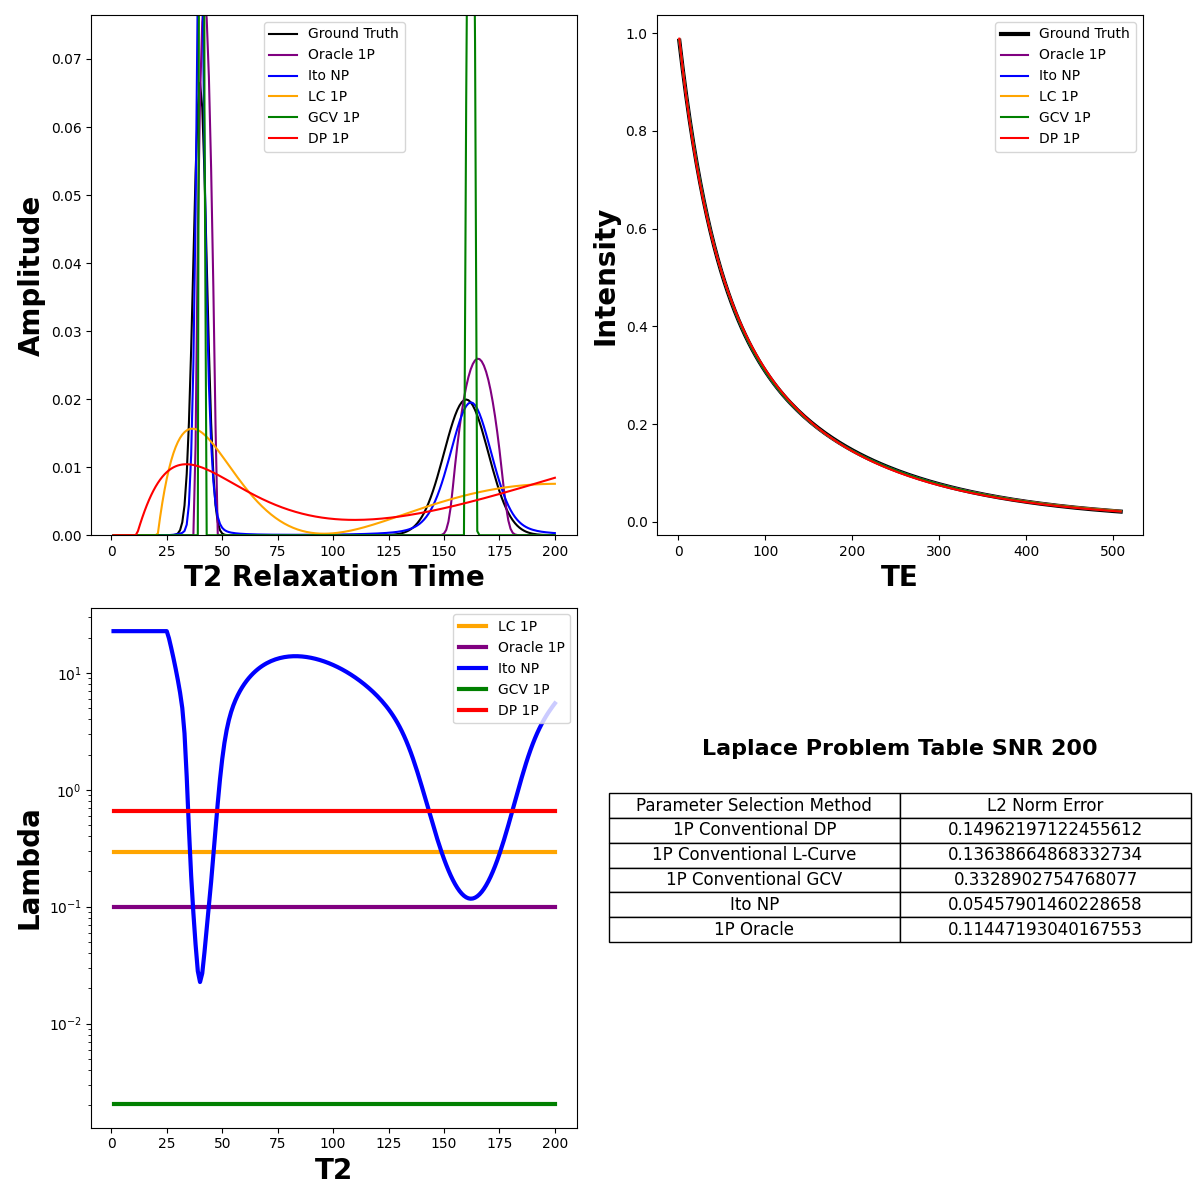 0.07
0.06
0.05
0.04
0.03
0.02
0.01
0.00
Amplitude
0 25 50 75 100 125 150 175 200
T2 Relaxation Time
Ground Truth
Oracle 1P
Ito NP
LC 1P
GCV 1P
DP 1P
1.0
0.8
0.6
0.4
0.2
0.0
Intensity
0 100 200 300 400 500
TE
Ground Truth
Oracle 1P
Ito NP
LC 1P
GCV 1P
DP 1P
10^1
10^0
10^-1
10^-2
Lambda
0 25 50 75 100 125 150 175 200
T2
LC 1P
Oracle 1P
Ito NP
GCV 1P
DP 1P
Laplace Problem Table SNR 200
Parameter Selection Method L2 Norm Error
1P Conventional DP 0.14962197122455612
1P Conventional L-Curve 0.13638664868332734
1P Conventional GCV 0.3328902754768077
Ito NP 0.05457901460228658
1P Oracle 0.11447193040167553